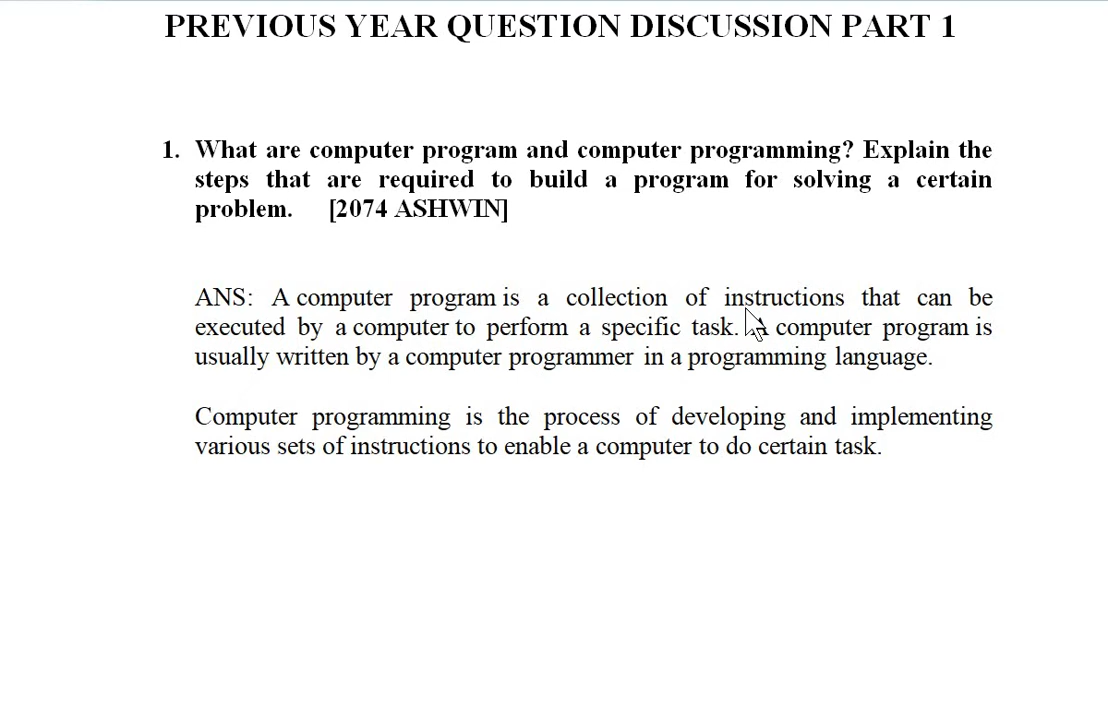 PREVIOUS YEAR QUESTION DISCUSSION PART 1
1. What are computer program and computer programming? Explain the
steps that are required to build a program for solving a certain
problem. [2074 ASHWIN]
ANS: A computer program is a collection of instructions that can be
executed by a computer to perform a specific task. A computer program is
usually written by a computer programmer in a programming language.
Computer programming is the process of developing and implementing
various sets of instructions to enable a computer to do certain task.